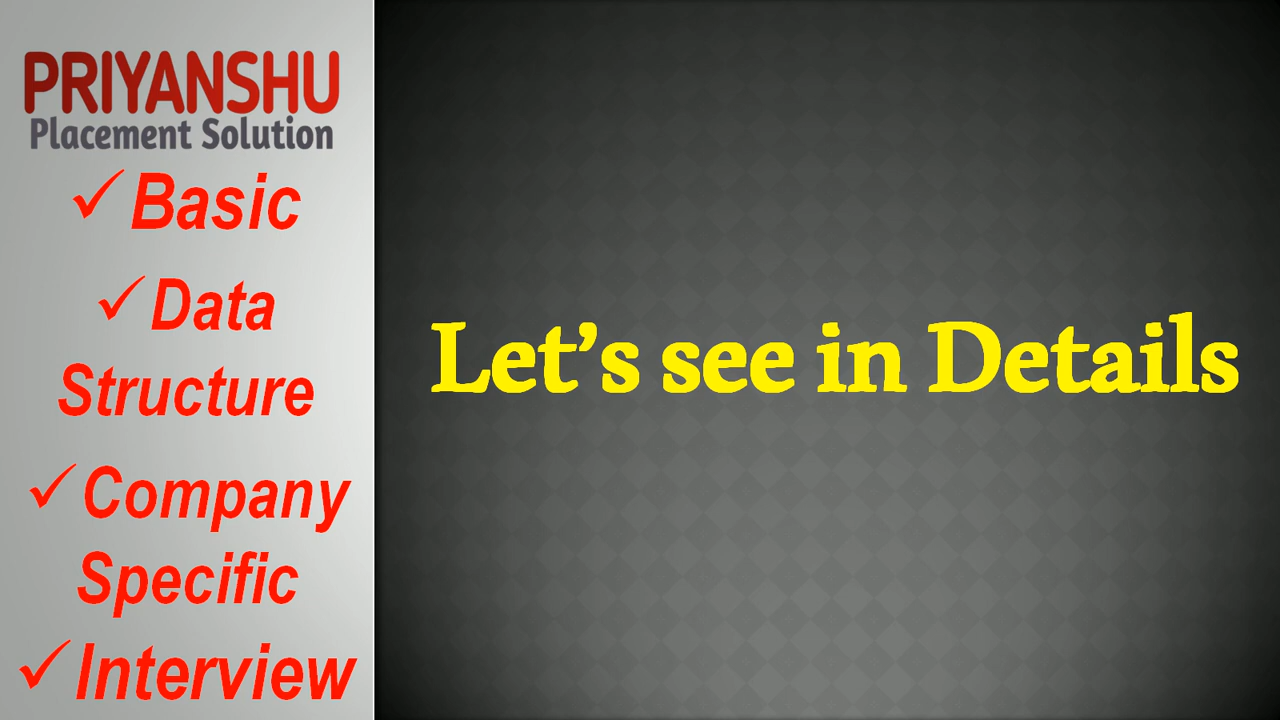 PRIYANSHU
Placement Solution
✓Basic
✓Data
Structure
✓Company
Specific
✓Interview
Let’s see in Details